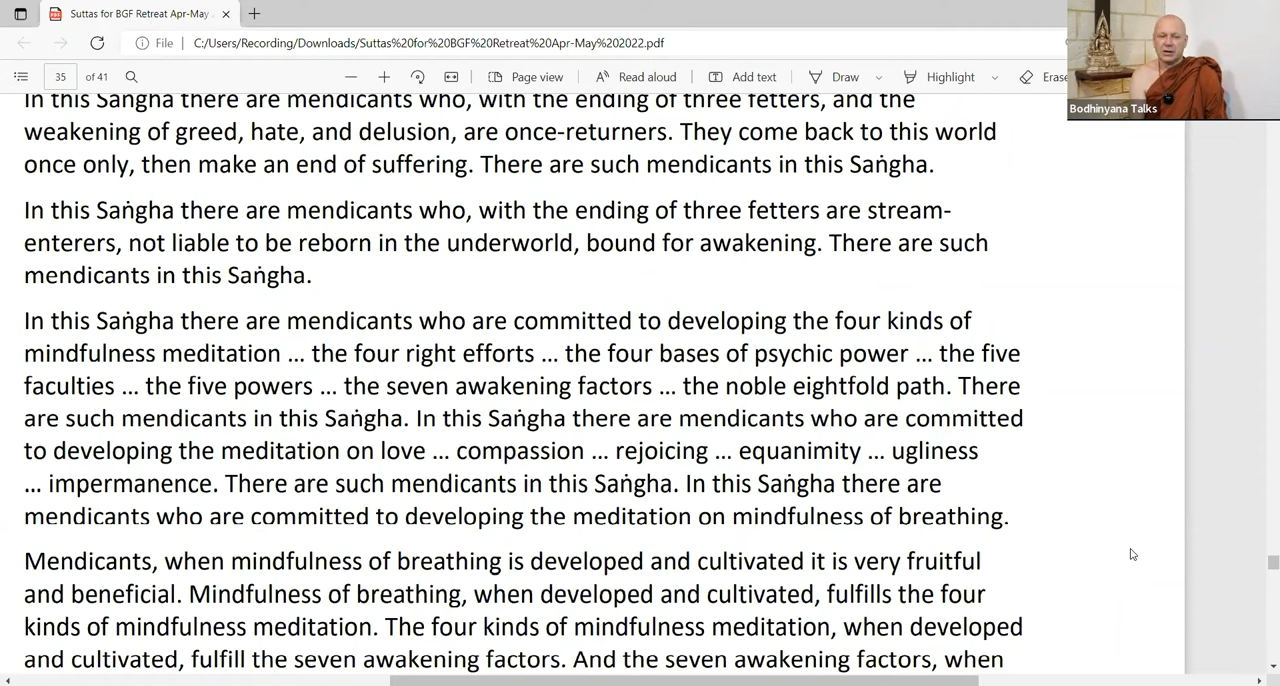 Suttas for BGF Retreat Apr-May
File C:/Users/Recording/Downloads/Suttas%20for%20BGF%20Retreat%20Apr-May%202022.pdf
35 of 41 Page view Read aloud Add text Draw Highlight Erase
Bodhinyana Talks
In this Saṅgha there are mendicants who, with the ending of three fetters, and the
weakening of greed, hate, and delusion, are once-returners. They come back to this world
once only, then make an end of suffering. There are such mendicants in this Saṅgha.
In this Saṅgha there are mendicants who, with the ending of three fetters are stream-
enterers, not liable to be reborn in the underworld, bound for awakening. There are such
mendicants in this Saṅgha.
In this Saṅgha there are mendicants who are committed to developing the four kinds of
mindfulness meditation … the four right efforts … the four bases of psychic power … the five
faculties … the five powers … the seven awakening factors … the noble eightfold path. There
are such mendicants in this Saṅgha. In this Saṅgha there are mendicants who are committed
to developing the meditation on love … compassion … rejoicing … equanimity … ugliness
… impermanence. There are such mendicants in this Saṅgha. In this Saṅgha there are
mendicants who are committed to developing the meditation on mindfulness of breathing.
Mendicants, when mindfulness of breathing is developed and cultivated it is very fruitful
and beneficial. Mindfulness of breathing, when developed and cultivated, fulfills the four
kinds of mindfulness meditation. The four kinds of mindfulness meditation, when developed
and cultivated, fulfill the seven awakening factors. And the seven awakening factors, when